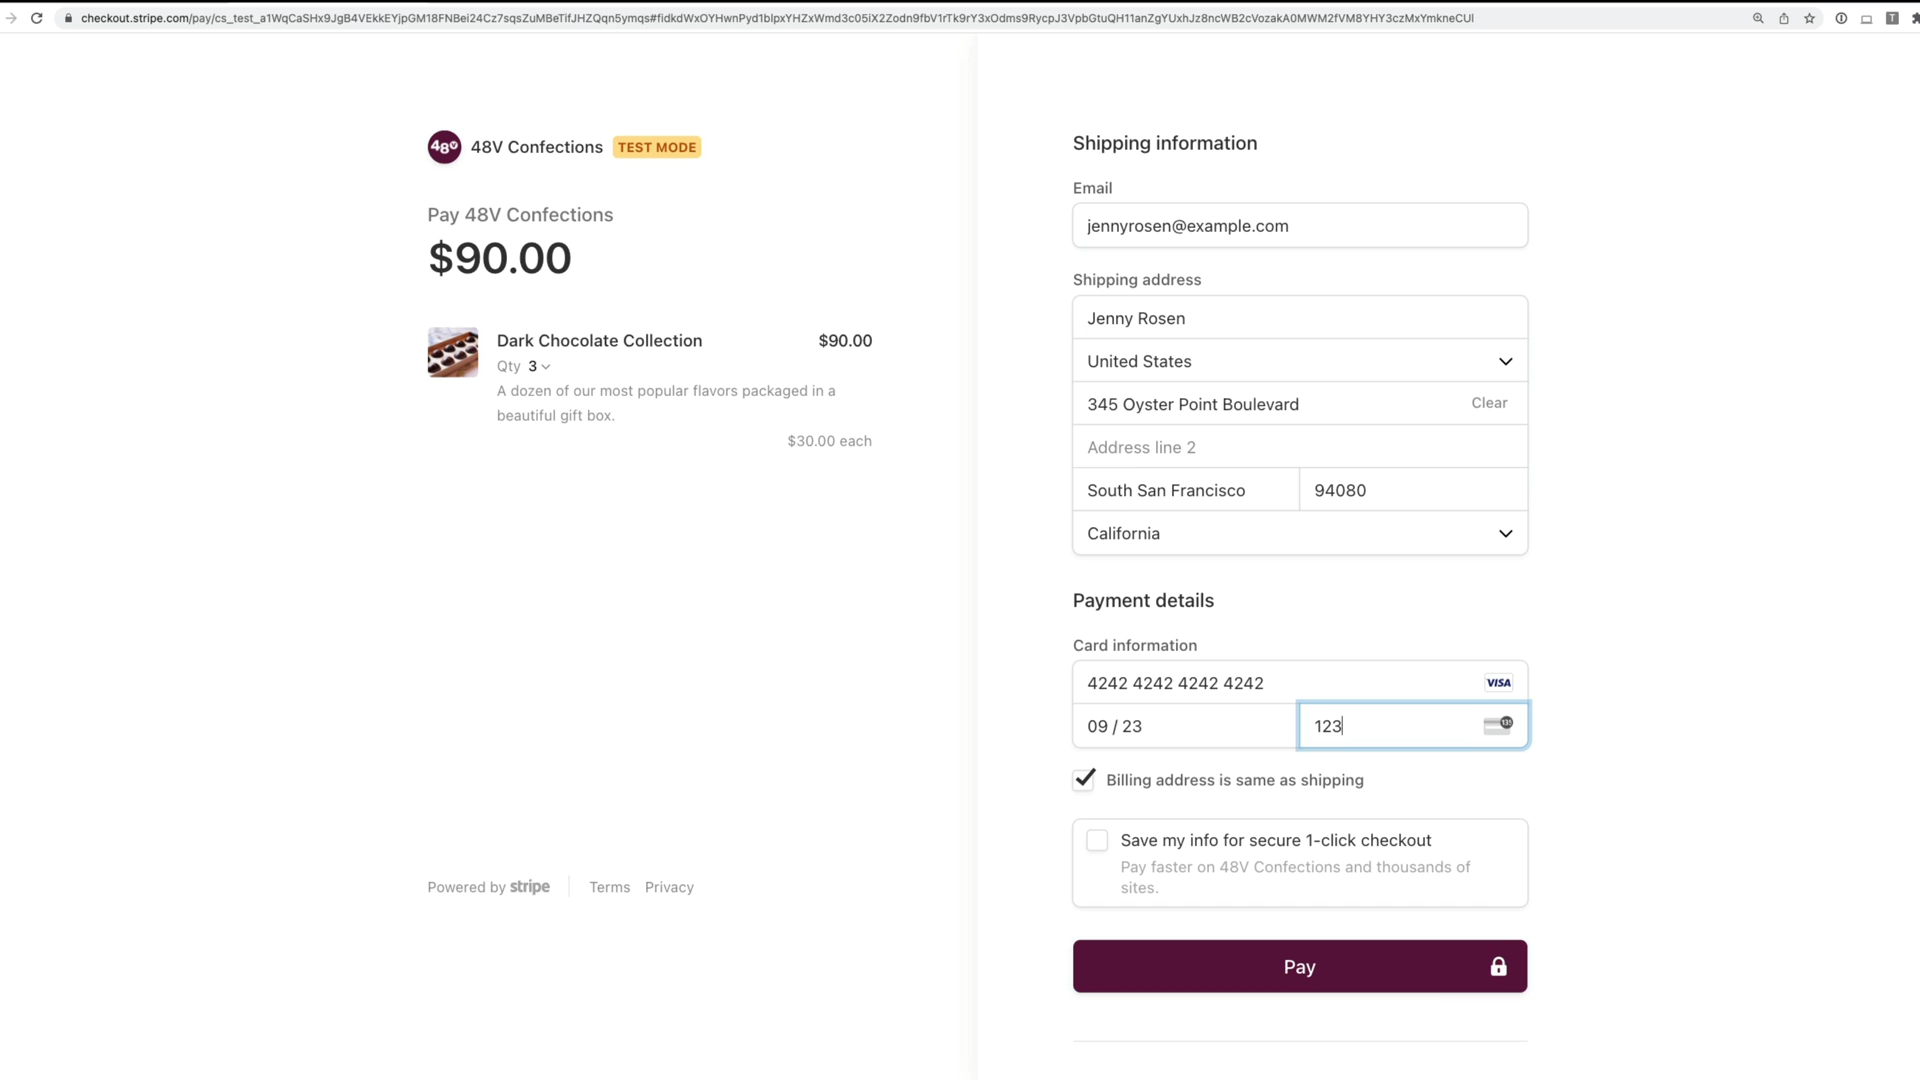 checkout.stripe.com/pay/cs_test_a1WqCaSHx9JgB4VEkkEYjpGM18FNBei24Cz7sqsZuMBeTifJHZQqn5ymqs#fidkdWxOYHwnPyd1blpxYHZxWmd3c05iX2Zodn9fbV1rTk9rY3xOdms9RycpJ3VpbGtuQH11anZgYUxhJz8ncWB2cVozakA0MWM2fVM8YHY3czMxYmkneCUl
48V
48V Confections
TEST MODE
Pay 48V Confections
$90.00
Dark Chocolate Collection
$90.00
Qty 3
A dozen of our most popular flavors packaged in a
beautiful gift box.
$30.00 each
Powered by stripe
Terms
Privacy
Shipping information
Email
jennyrosen@example.com
Shipping address
Jenny Rosen
United States
345 Oyster Point Boulevard
Clear
Address line 2
South San Francisco
94080
California
Payment details
Card information
4242 4242 4242 4242
VISA
09 / 23
123
135
Billing address is same as shipping
Save my info for secure 1-click checkout
Pay faster on 48V Confections and thousands of
sites.
Pay